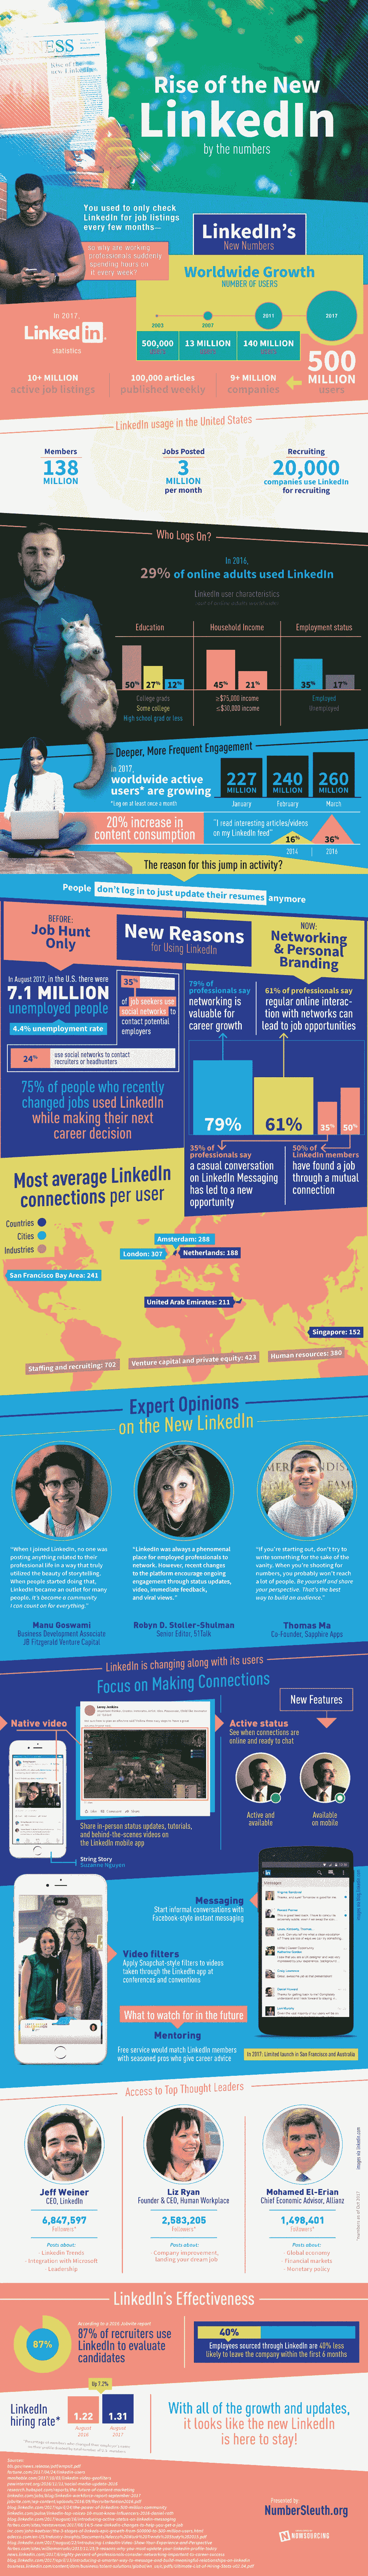 Rise of the New
LinkedIn
by the numbers
You used to only check
LinkedIn for job listings
every few months—
so why are working
professionals suddenly
spending hours on
it every week?
LinkedIn's
New Numbers
Worldwide Growth
NUMBER OF USERS
2003
2007
2011
2017
500,000
13 MILLION
140 MILLION
500
MILLION
users
In 2017,
Linked in
statistics
10+ MILLION
active job listings
100,000 articles
published weekly
9+ MILLION
companies
LinkedIn usage in the United States
Members
138
MILLION
Jobs Posted
3
MILLION
per month
Recruiting
20,000
companies use LinkedIn
for recruiting
Who Logs On?
In 2016,
29% of online adults used LinkedIn
LinkedIn user characteristics
Education
Household Income
Employment status
50% 27% 12%
45% 21%
35% 17%
College grads
Some college
High school grad or less
≥$75,000 income
≤$30,000 income
Employed
Unemployed
Deeper, More Frequent Engagement
In 2017,
worldwide active
users* are growing
*Log on at least once a month
227
MILLION
January
240
MILLION
February
260
MILLION
March
20% increase in
content consumption
"I read interesting articles/videos
on my LinkedIn feed"
16%
36%
2014
2016
The reason for this jump in activity?
People don't log in to just update their resumes anymore
BEFORE:
Job Hunt
Only
New Reasons
for Using LinkedIn
NOW:
Networking
& Personal
Branding
In August 2017, in the U.S. there were
7.1 MILLION
unemployed people
4.4% unemployment rate
35%
of job seekers use
social networks to
contact potential
employers
24%
use social networks to contact
recruiters or headhunters
75% of people who recently
changed jobs used LinkedIn
while making their next
career decision
79% of
professionals say
networking is
valuable for
career growth
61% of professionals say
regular online interac-
tion with networks can
lead to job opportunities
79%
61%
35%
50%
35% of
professionals say
a casual conversation
on LinkedIn Messaging
has led to a new
opportunity
50% of
LinkedIn members
have found a job
through a mutual
connection
Most average LinkedIn
connections per user
Countries
Cities
Industries
Amsterdam: 288
London: 307
Netherlands: 188
San Francisco Bay Area: 241
United Arab Emirates: 211
Singapore: 152
Staffing and recruiting: 702
Venture capital and private equity: 423
Human resources: 380
Expert Opinions
on the New LinkedIn
"When I joined LinkedIn, no one was
posting anything related to their
professional life in a way that truly
utilized the beauty of storytelling.
When people started doing that,
LinkedIn became an outlet for many
people. It's become a community
I can count on for everything."
Manu Goswami
Business Development Associate
JB Fitzgerald Venture Capital
"LinkedIn was always a phenomenal
place for employed professionals to
network. However, recent changes
to the platform encourage ongoing
engagement through status updates,
video, immediate feedback,
and viral views."
Robyn D. Stoller-Shulman
Senior Editor, 51Talk
"If you're starting out, don't try to
write something for the sake of the
vanity. When you're shooting for
numbers, you probably won't reach
a lot of people. Be yourself and share
your perspective. That's the best
way to build an audience."
Thomas Ma
Co-Founder, Sapphire Apps
LinkedIn is changing along with its users
Focus on Making Connections
New Features
Native video
Share in-person status updates, tutorials,
and behind-the-scenes videos on
the LinkedIn mobile app
String Story
Suzanne Nguyen
Active status
See when connections are
online and ready to chat
Active and
available
Available
on mobile
Messaging
Start informal conversations with
Facebook-style instant messaging
Video filters
Apply Snapchat-style filters to videos
taken through the LinkedIn app at
conferences and conventions
What to watch for in the future
Mentoring
Free service would match LinkedIn members
with seasoned pros who give career advice
In 2017: Limited launch in San Francisco and Australia
Access to Top Thought Leaders
Jeff Weiner
CEO, LinkedIn
6,847,597
Followers*
Posts about:
· LinkedIn Trends
· Integration with Microsoft
· Leadership
Liz Ryan
Founder & CEO, Human Workplace
2,583,205
Followers*
Posts about:
· Company improvement,
landing your dream job
Mohamed El-Erian
Chief Economic Advisor, Allianz
1,498,401
Followers*
Posts about:
· Global economy
· Financial markets
· Monetary policy
Images via linkedin.com
*numbers as of Oct 2017
LinkedIn's Effectiveness
87%
87% of recruiters use
LinkedIn to evaluate
candidates
40%
Employees sourced through LinkedIn are 40% less
likely to leave the company within the first 6 months
LinkedIn
hiring rate*
Up 7.2%
1.22
August
2016
1.31
August
2017
With all of the growth and updates,
it looks like the new LinkedIn
is here to stay!
Sources:
Presented by
NumberSleuth.org
NOWSOURCING